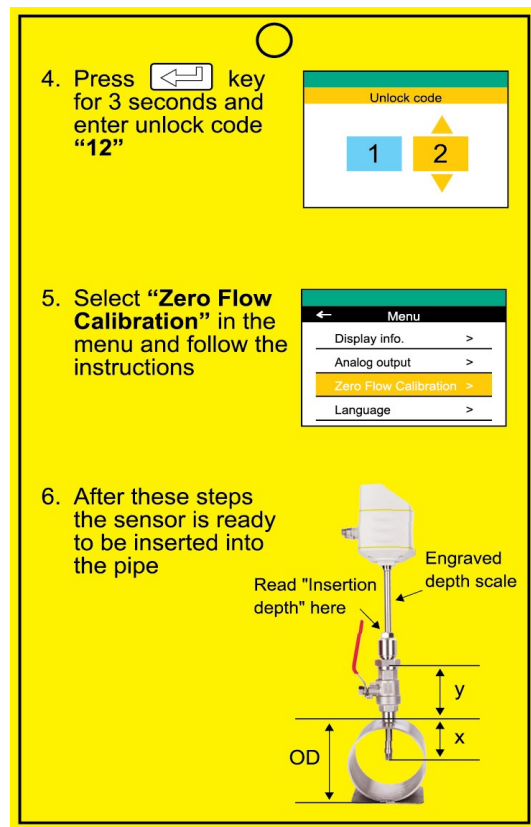 4. Press key
for 3 seconds and
enter unlock code
“12”
Unlock code
1 2
5. Select “Zero Flow
Calibration” in the
menu and follow the
instructions
← Menu
Display info. >
Analog output >
Zero Flow Calibration >
Language >
6. After these steps
the sensor is ready
to be inserted into
the pipe
Engraved
depth scale
Read "Insertion
depth" here
y
x
OD